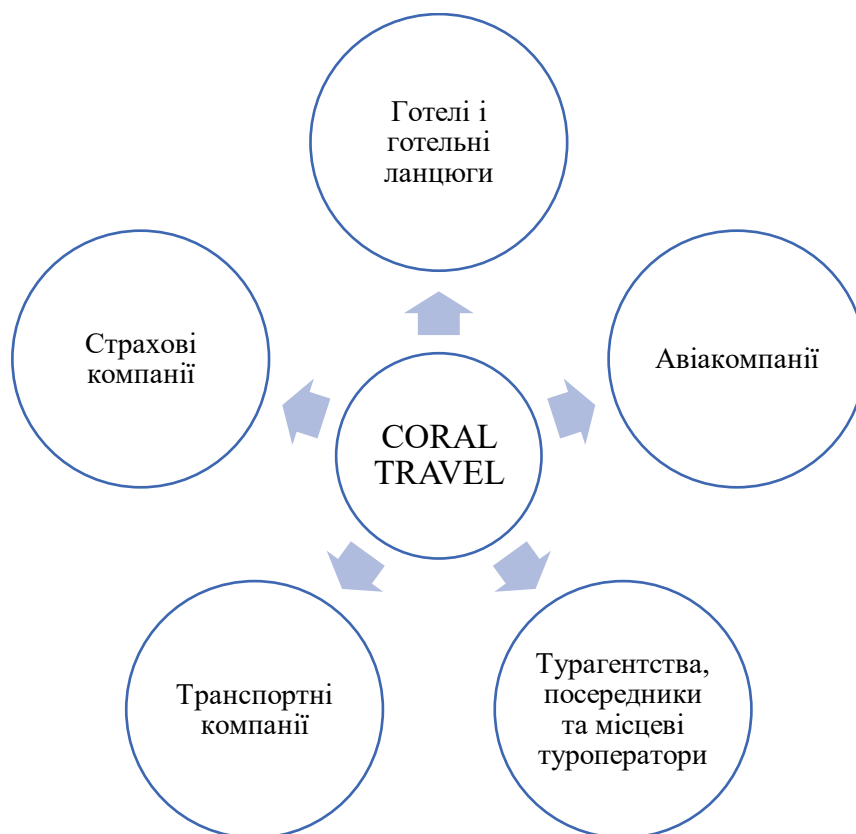 Готелі і
готельні
ланцюги
Страхові
компанії
Авіакомпанії
CORAL
TRAVEL
Транспортні
компанії
Турагентства,
посередники
та місцеві
туроператори